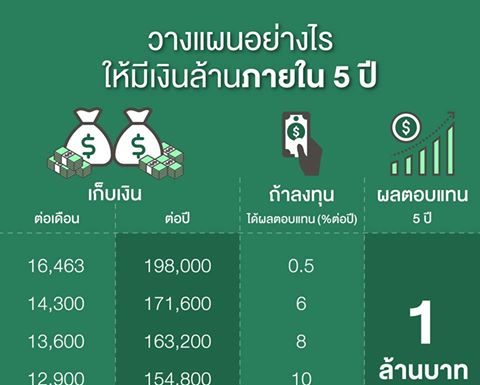 วางแผนอย่างไร
ให้มีเงินล้านภายใน 5 ปี
$ $ $ $
เก็บเงิน ถ้าลงทุน ผลตอบแทน
ต่อเดือน ต่อปี ได้ผลตอบแทน (%ต่อปี) 5 ปี
16,463 198,000 0.5
14,300 171,600 6
13,600 163,200 8
12,900 154,800 10
1
ล้านบาท